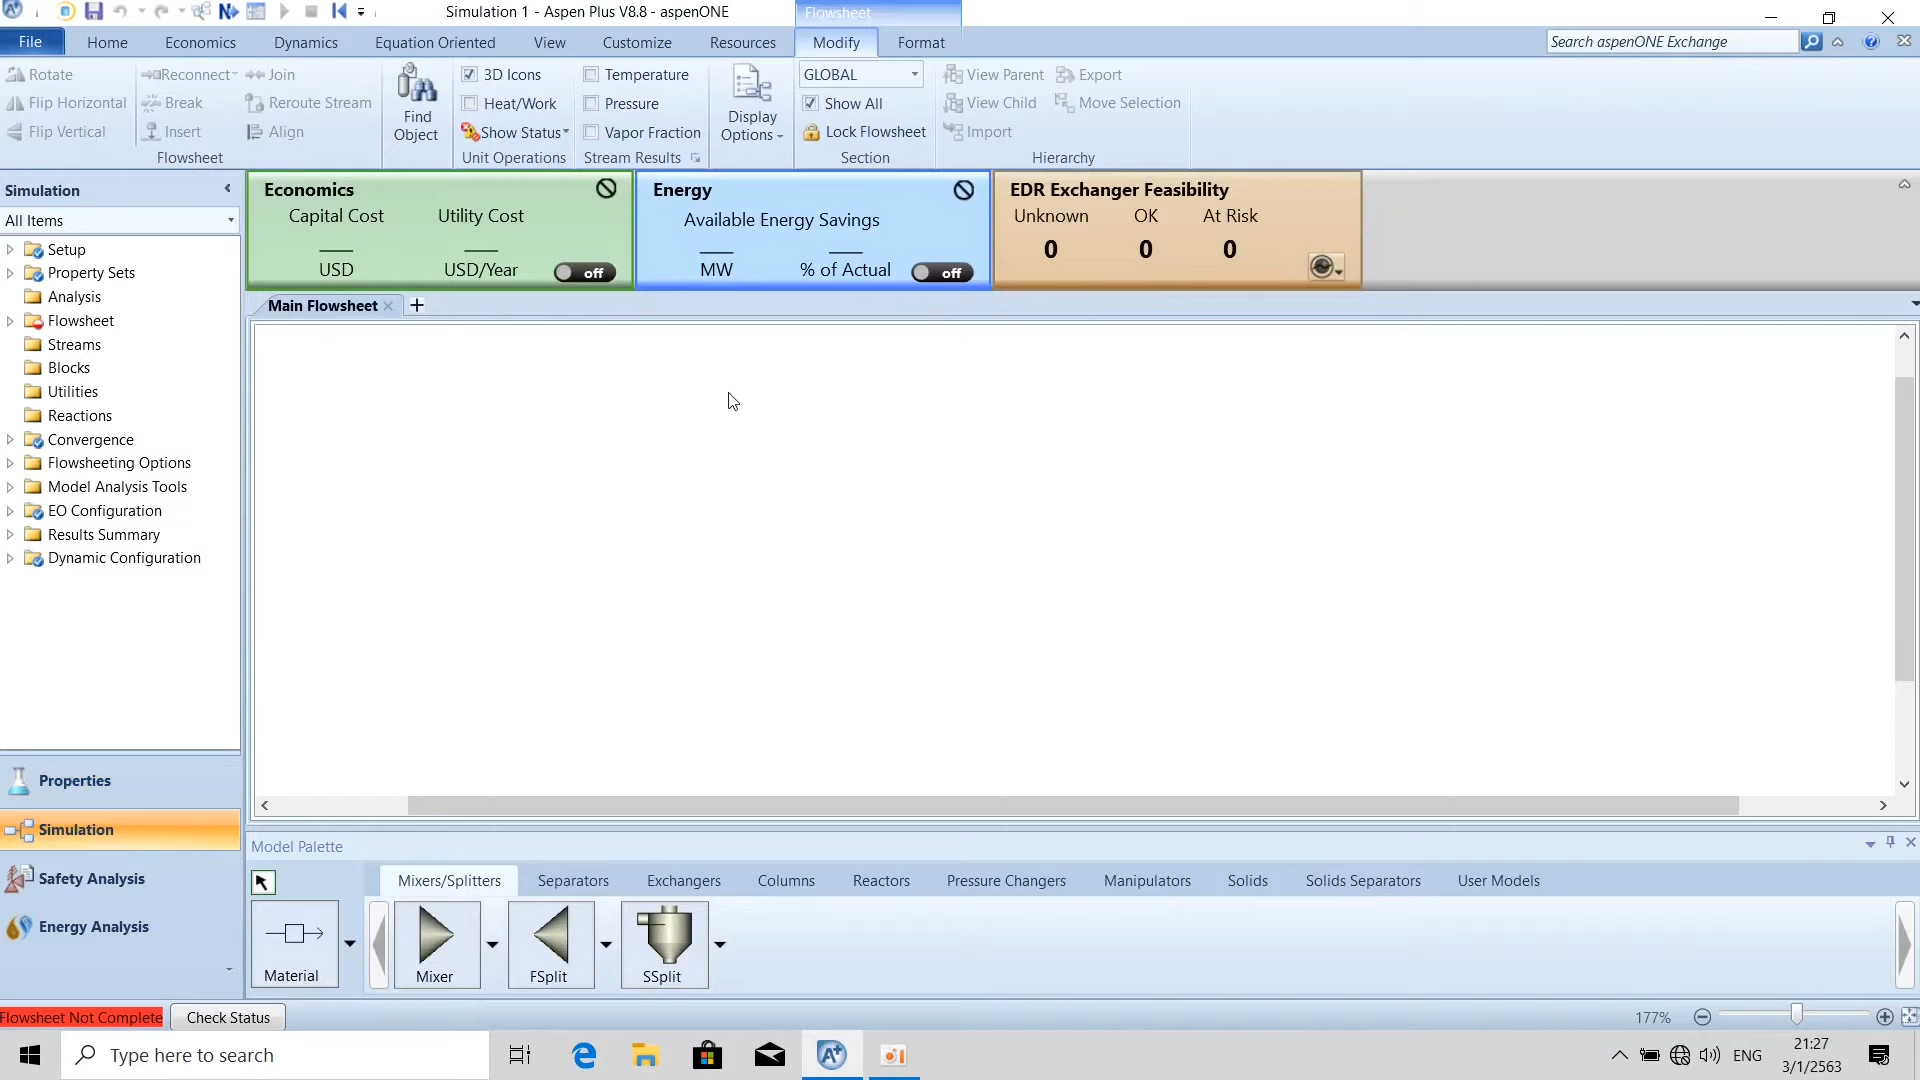 Simulation 1 - Aspen Plus V8.8 - aspenONE
Flowsheet
File
Home
Economics
Dynamics
Equation Oriented
View
Customize
Resources
Modify
Format
Search aspenONE Exchange
Rotate
Flip Horizontal
Flip Vertical
Reconnect
Break
Insert
Join
Reroute Stream
Align
Flowsheet
Find
Object
3D Icons
Heat/Work
Show Status
Unit Operations
Temperature
Pressure
Vapor Fraction
Stream Results
Display
Options
GLOBAL
Show All
Lock Flowsheet
Section
View Parent
View Child
Import
Export
Move Selection
Hierarchy
Simulation
All Items
Setup
Property Sets
Analysis
Flowsheet
Streams
Blocks
Utilities
Reactions
Convergence
Flowsheeting Options
Model Analysis Tools
EO Configuration
Results Summary
Dynamic Configuration
Properties
Simulation
Safety Analysis
Energy Analysis
Economics
Capital Cost
Utility Cost
USD
USD/Year
off
Energy
Available Energy Savings
MW
% of Actual
off
EDR Exchanger Feasibility
Unknown
OK
At Risk
0
0
0
Main Flowsheet
Model Palette
Mixers/Splitters
Separators
Exchangers
Columns
Reactors
Pressure Changers
Manipulators
Solids
Solids Separators
User Models
Material
Mixer
FSplit
SSplit
Flowsheet Not Complete
Check Status
177%
Type here to search
ENG
21:27
3/1/2563